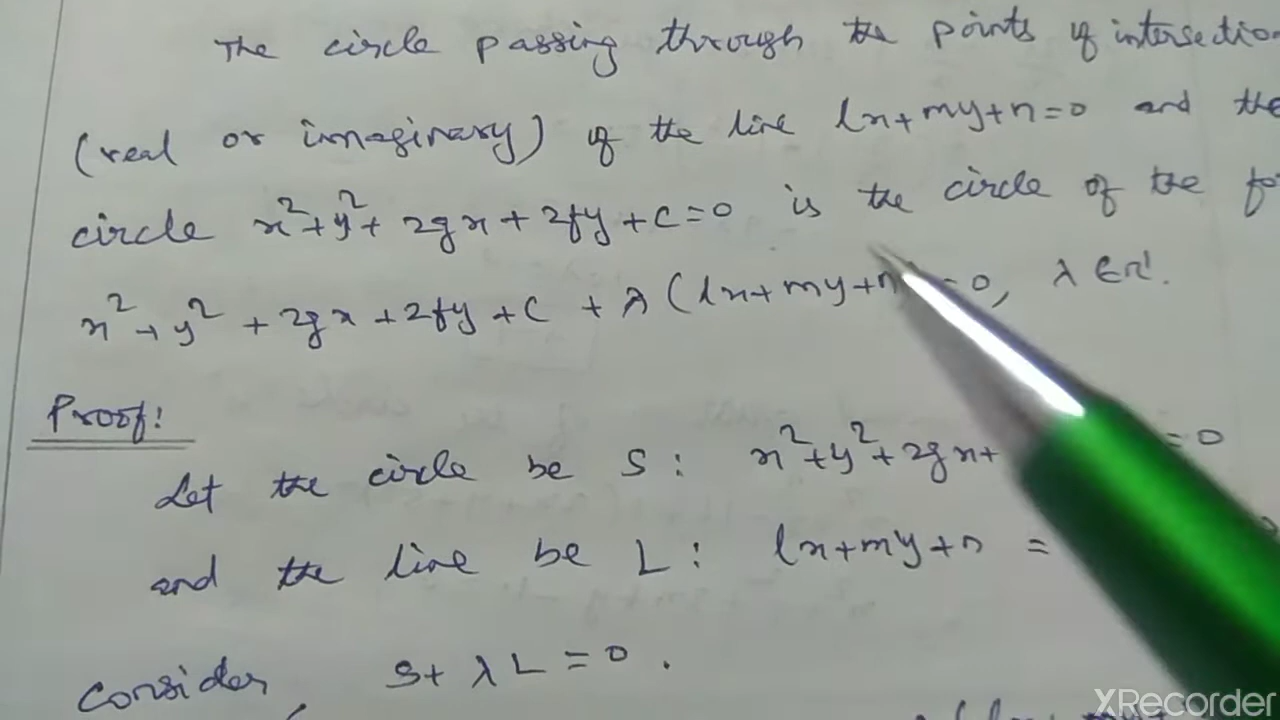 The circle passing through the points of intersection
(real or imaginary) of the line lx+my+n=0 and the
circle x²+y²+2gx+2fy+c=0 is the circle of the fo
x²+y²+2gx+2fy+c+λ(lx+my+n)=0, λ∈R.
Proof:
Let the circle be S: x²+y²+2gx+ =0
and the line be L: lx+my+n =
Consider S+λL=0.
XRecorder